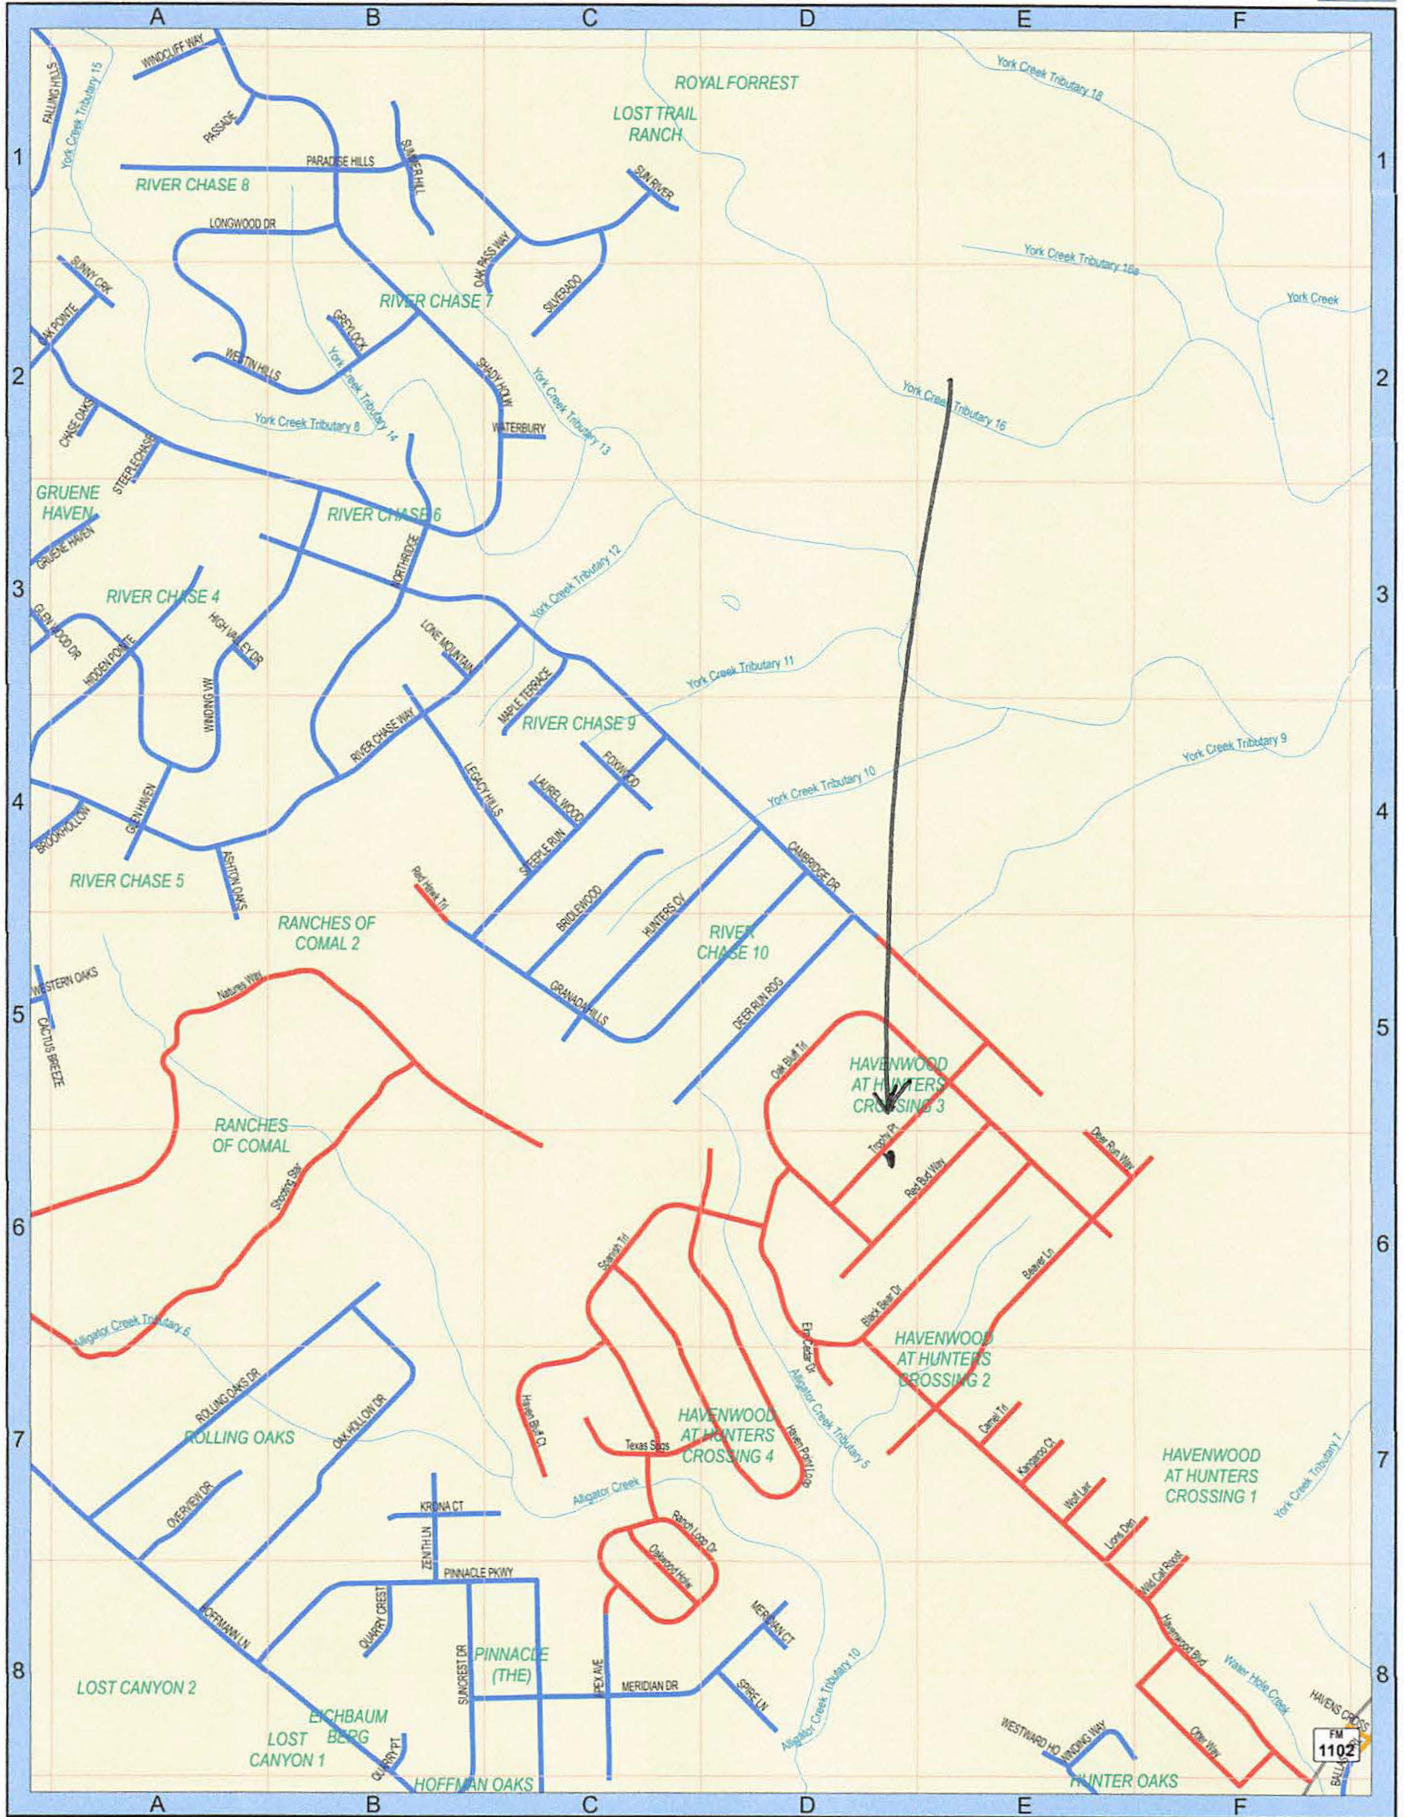 A B C D E F
FALLING HILLS
WINDCLIFF WAY
York Creek Tributary 15
PASSADE
ROYAL FORREST
LOST TRAIL
RANCH
York Creek Tributary 18
1
1
PARADISE HILLS
SUMMER HILL
RIVER CHASE 8
SUN RIVER
LONGWOOD DR
OAK PASS WAY
SILVERADO
York Creek Tributary 16a
York Creek
SUNNY CRK
OAK POINTE
RIVER CHASE 7
GREYLOCK
WESTIN HILLS
York Creek Tributary 14
SHADY HOLW
York Creek Tributary 13
2
2
York Creek Tributary 16
CHASE OAKS
York Creek Tributary 8
WATERBURY
STEEPLECHASE
GRUENE
HAVEN
RIVER CHASE 6
GRUENE HAVEN
NORTHRIDGE
York Creek Tributary 12
3
3
RIVER CHASE 4
GLEN WOOD DR
HIDDEN POINTE
HIGH VALLEY DR
LONE MOUNTAIN
York Creek Tributary 11
WINDING VW
MAPLE TERRACE
RIVER CHASE 9
RIVER CHASE WAY
York Creek Tributary 9
FOXWOOD
LEGACY HILLS
LAUREL WOOD
York Creek Tributary 10
4
4
BROOKHOLLOW
GLEN HAVEN
STEEPLE RUN
CAMBRIDGE DR
RIVER CHASE 5
ASHTON OAKS
Red Hawk Trl
BRIDLEWOOD
HUNTERS CV
RANCHES OF
COMAL 2
RIVER
CHASE 10
WESTERN OAKS
Natures Way
GRANADA HILLS
DEER RUN RDG
5
5
CACTUS BREEZE
Oak Bluff Trl
HAVENWOOD
AT HUNTERS
CROSSING 3
RANCHES
OF COMAL
Trophy Pt
Deer Run Way
Shooting Star
Red Bud Way
6
6
Spanish Trl
Beaver Ln
Black Bear Dr
Alligator Creek Tributary 6
Elm Cedar Dr
HAVENWOOD
AT HUNTERS
CROSSING 2
ROLLING OAKS DR
Haven Bluff Ct
Alligator Creek Tributary 5
OAK HOLLOW DR
HAVENWOOD
AT HUNTERS
CROSSING 4
Camel Trl
7
7
ROLLING OAKS
Texas Sags
Haven Point Loop
Kangaroo Ct
HAVENWOOD
AT HUNTERS
CROSSING 1
York Creek Tributary 7
OVERVIEW DR
Alligator Creek
Wolf Lair
KRONA CT
ZENITH LN
Ranch Loop Dr
Lions Den
Oakwood Holw
Wild Cat Roost
PINNACLE PKWY
HOFFMANN LN
QUARRY CREST
MERIDIAN CT
Havenwood Blvd
8
8
PINNACLE
(THE)
SUNCREST DR
APEX AVE
MERIDIAN DR
SPIRE LN
Alligator Creek Tributary 10
Water Hole Creek
LOST CANYON 2
EICHBAUM
BERG
LOST
CANYON 1
QUARRY PT
HOFFMAN OAKS
WESTWARD HO
WINDING WAY
HUNTER OAKS
Otter Way
HAVENS CROSS
FM
1102
A B C D E F